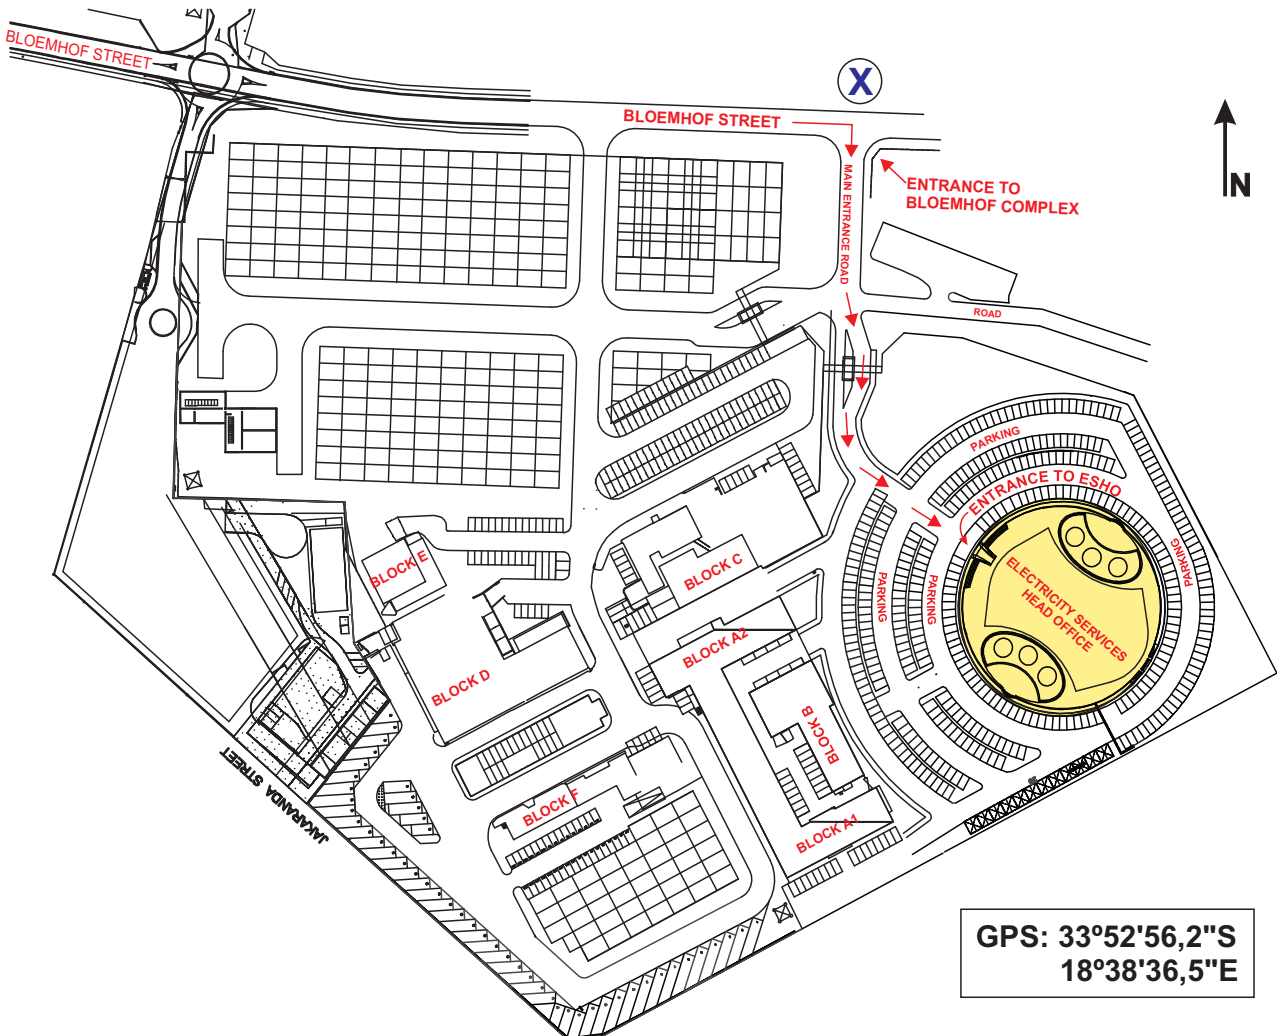 BLOEMHOF STREET
X
BLOEMHOF STREET
MAIN ENTRANCE ROAD
ENTRANCE TO
BLOEMHOF COMPLEX
N
ROAD
PARKING
ENTRANCE TO ESHO
PARKING
BLOCK E
BLOCK C
PARKING
PARKING
ELECTRICITY SERVICES
HEAD OFFICE
BLOCK A2
BLOCK D
BLOCK B
JAKARANDA STREET
BLOCK F
BLOCK A1
GPS: 33º52'56,2"S
18º38'36,5"E